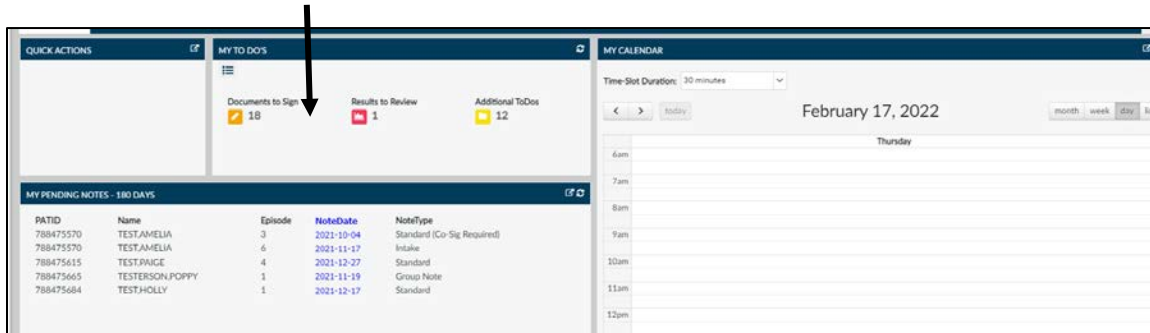 QUICK ACTIONS
MY TO DO'S
Documents to Sign
18
Results to Review
1
Additional ToDos
12
MY PENDING NOTES - 180 DAYS
PATID Name Episode NoteDate NoteType
788475570 TEST,AMELIA 3 2021-10-04 Standard (Co-Sig Required)
788475570 TEST,AMELIA 6 2021-11-17 Intake
788475615 TEST,PAIGE 4 2021-12-27 Standard
788475665 TESTERSON,POPPY 1 2021-11-19 Group Note
788475684 TEST,HOLLY 1 2021-12-17 Standard
MY CALENDAR
Time-Slot Duration: 30 minutes
today February 17, 2022 month week day
Thursday
6am
7am
8am
9am
10am
11am
12pm